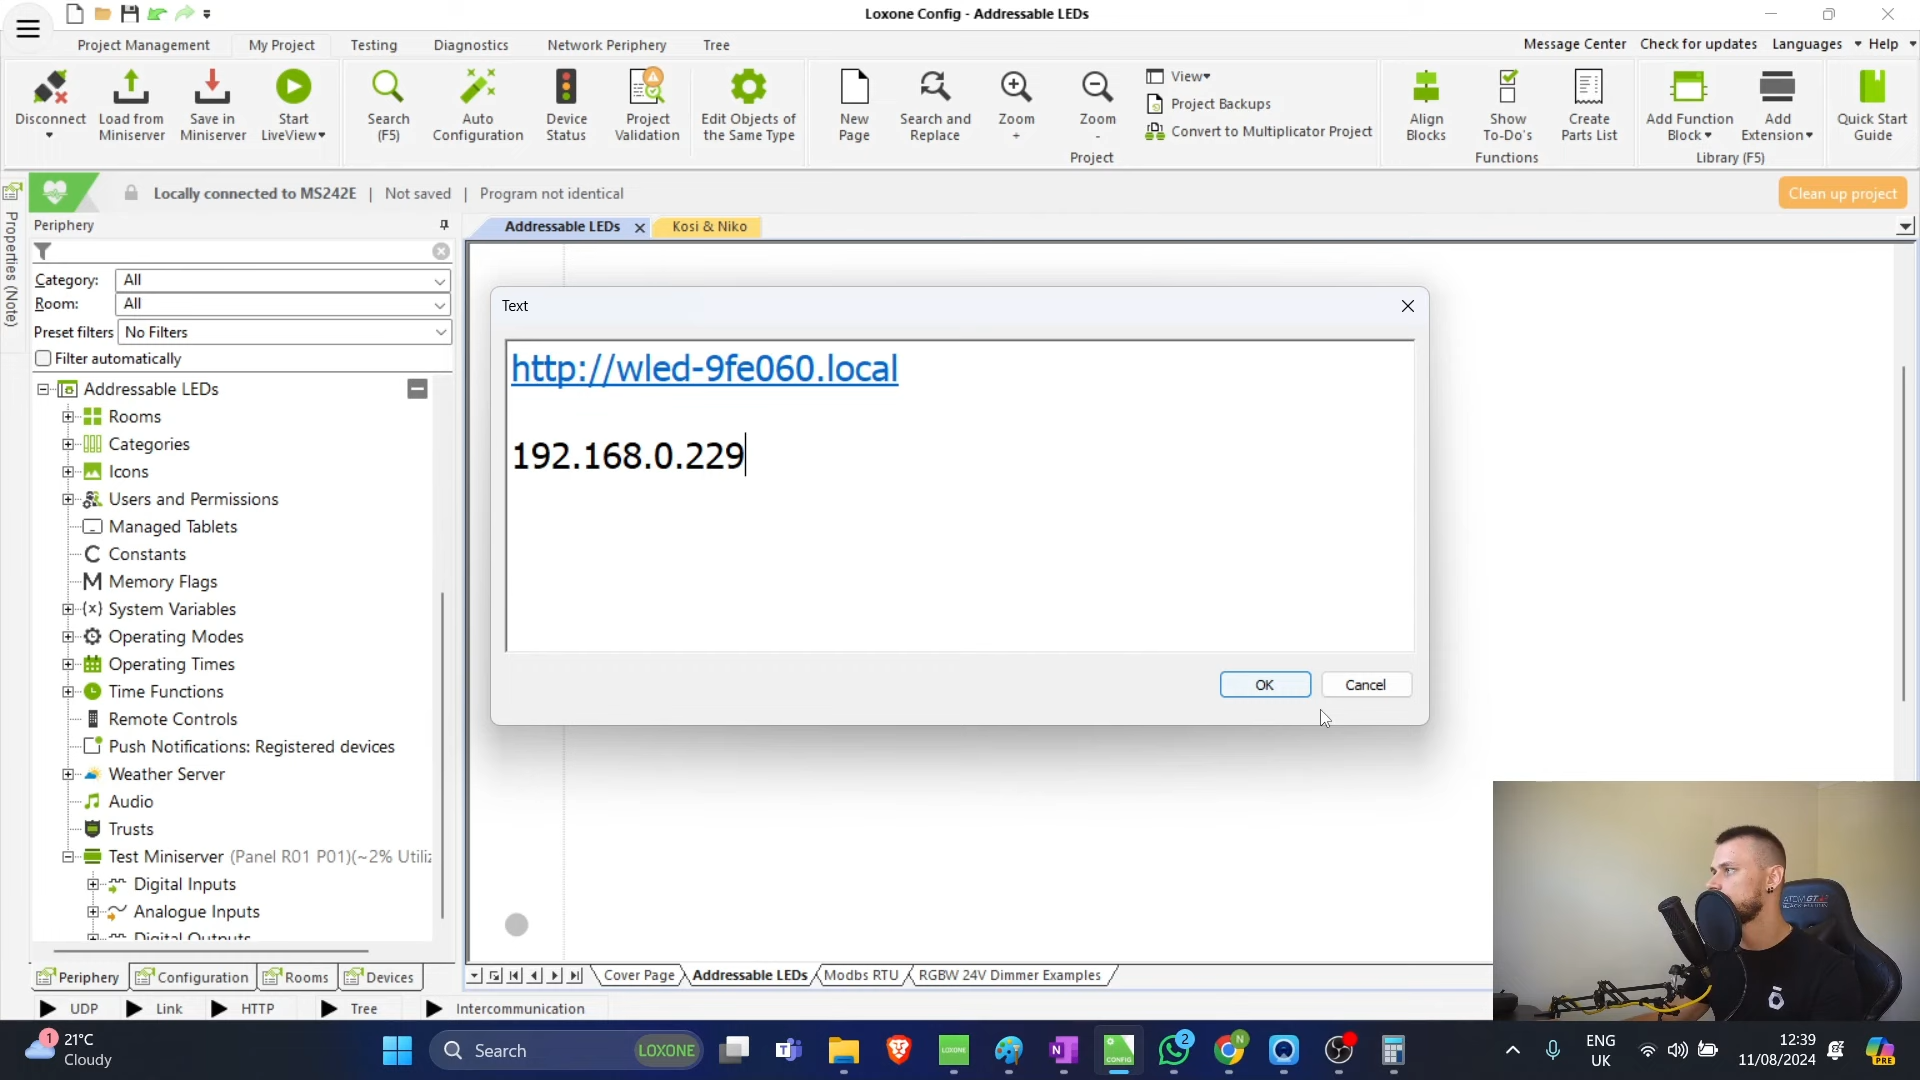 Loxone Config - Addressable LEDs
Project Management My Project Testing Diagnostics Network Periphery Tree
Message Center Check for updates Languages Help
Disconnect
Load from Miniserver
Save in Miniserver
Start LiveView
Search (F5)
Auto Configuration
Device Status
Project Validation
Edit Objects of the Same Type
New Page
Search and Replace
Zoom +
Zoom -
View
Project Backups
Convert to Multiplicator Project
Align Blocks
Show To-Do's
Create Parts List
Add Function Block
Add Extension
Quick Start Guide
Project Functions Library (F5)
Locally connected to MS242E | Not saved | Program not identical
Clean up project
Properties (Note)
Periphery
Addressable LEDs Kosi & Niko
Category: All
Room: All
Preset filters No Filters
Filter automatically
Addressable LEDs
Rooms
Categories
Icons
Users and Permissions
Managed Tablets
Constants
Memory Flags
System Variables
Operating Modes
Operating Times
Time Functions
Remote Controls
Push Notifications: Registered devices
Weather Server
Audio
Trusts
Test Miniserver (Panel R01 P01)(~2% Utiliz
Digital Inputs
Analogue Inputs
Digital Outputs
Text
http://wled-9fe060.local
192.168.0.229
OK Cancel
Periphery Configuration Rooms Devices
Cover Page Addressable LEDs Modbs RTU RGBW 24V Dimmer Examples
UDP Link HTTP Tree Intercommunication
1 21°C
Cloudy
Search LOXONE
LOXONE
CONFIG
2
N
ENG
UK
12:39
11/08/2024
PRE